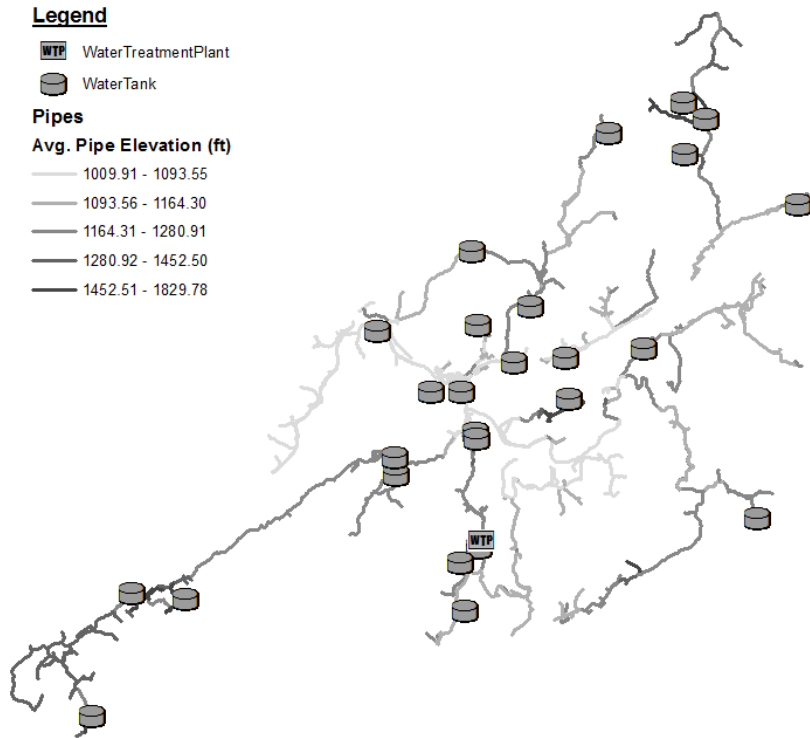 Legend
WTP WaterTreatmentPlant
WaterTank
Pipes
Avg. Pipe Elevation (ft)
1009.91 - 1093.55
1093.56 - 1164.30
1164.31 - 1280.91
1280.92 - 1452.50
1452.51 - 1829.78
WTP